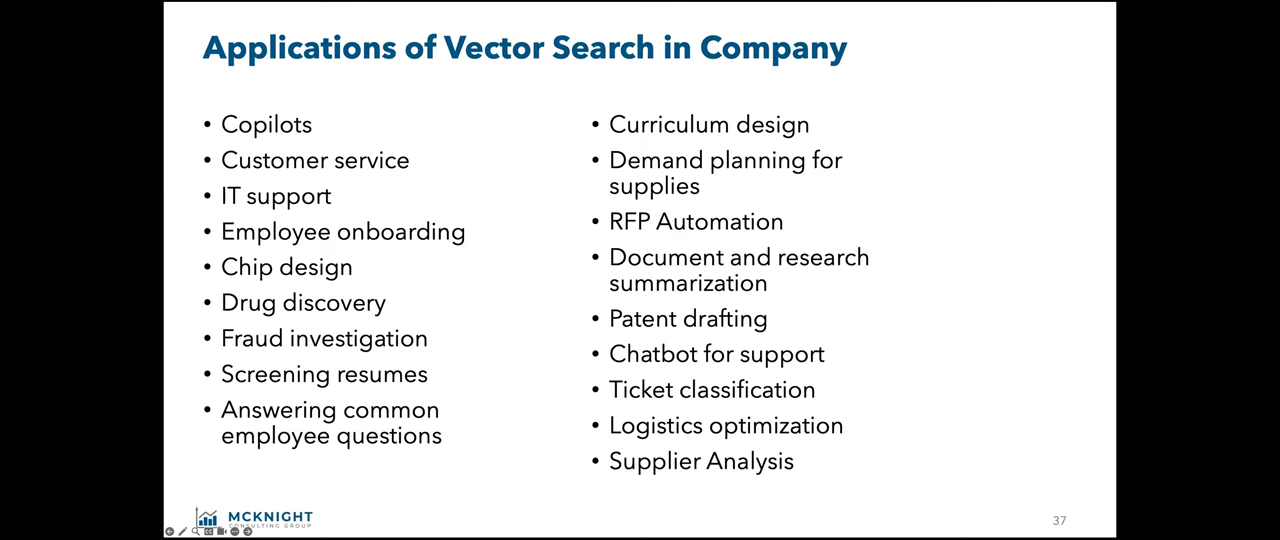 Applications of Vector Search in Company
• Copilots
• Customer service
• IT support
• Employee onboarding
• Chip design
• Drug discovery
• Fraud investigation
• Screening resumes
• Answering common
employee questions
• Curriculum design
• Demand planning for
supplies
• RFP Automation
• Document and research
summarization
• Patent drafting
• Chatbot for support
• Ticket classification
• Logistics optimization
• Supplier Analysis
MCKNIGHT
CONSULTING GROUP
37